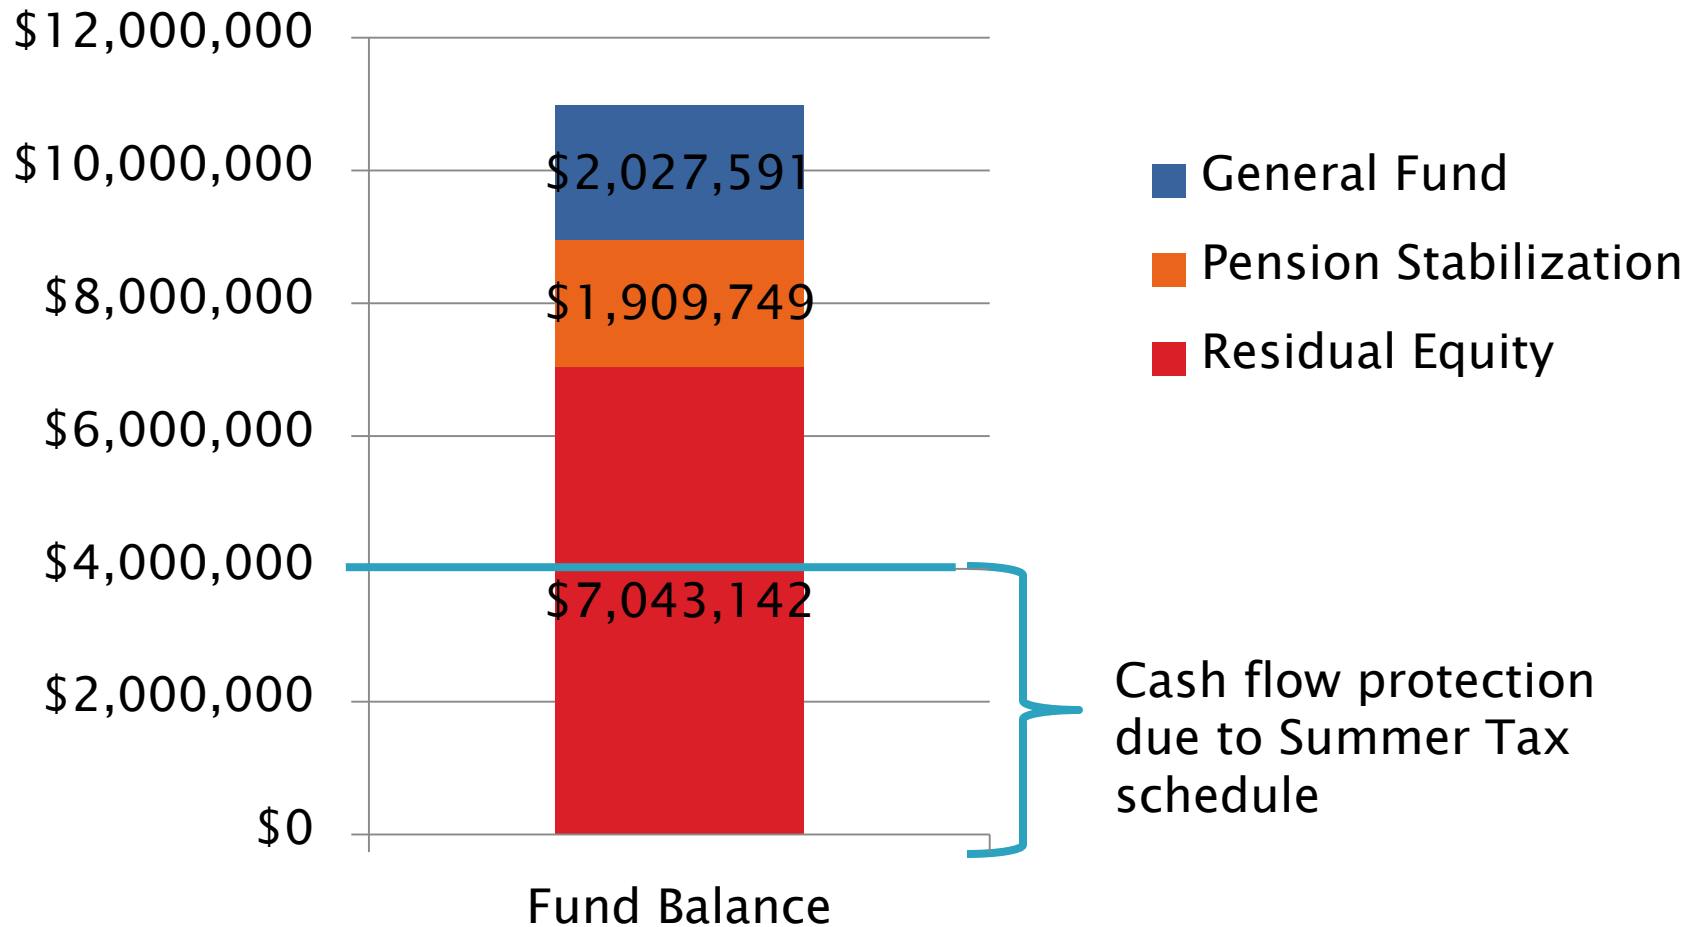 $12,000,000
$10,000,000
$8,000,000
$6,000,000
$4,000,000
$2,000,000
$0
$2,027,591
$1,909,749
$7,043,142
Fund Balance
General Fund
Pension Stabilization
Residual Equity
Cash flow protection
due to Summer Tax
schedule